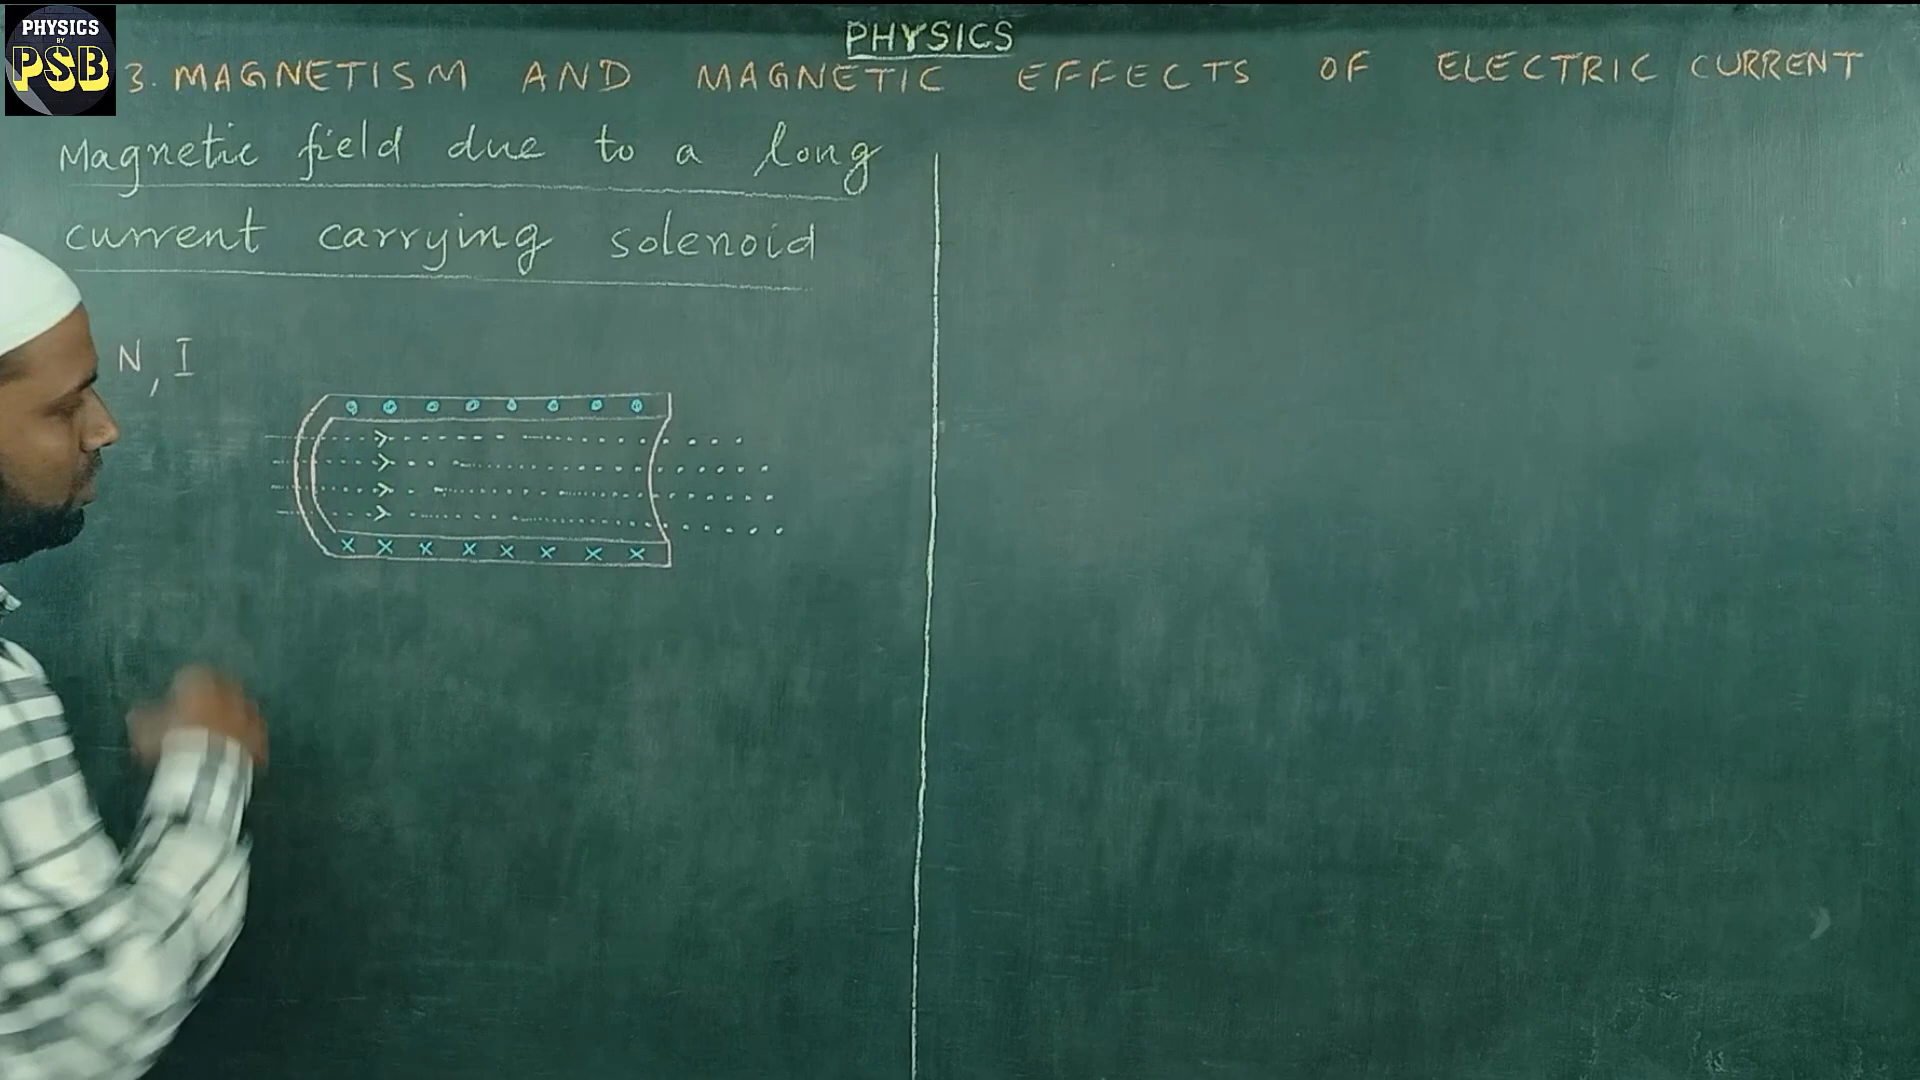 PHYSICS
BY
PSB
PHYSICS
3. MAGNETISM AND MAGNETIC EFFECTS OF ELECTRIC CURRENT
Magnetic field due to a long
current carrying solenoid
N, I